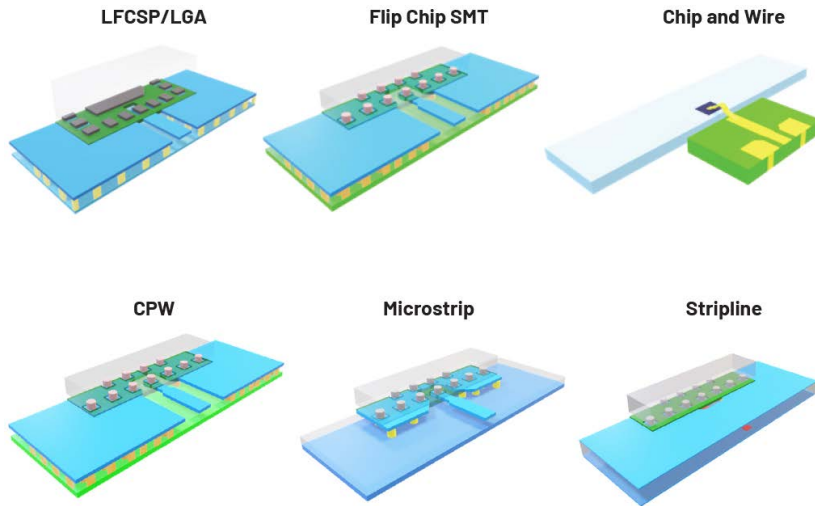 LFCSP/LGA
Flip Chip SMT
Chip and Wire
CPW
Microstrip
Stripline